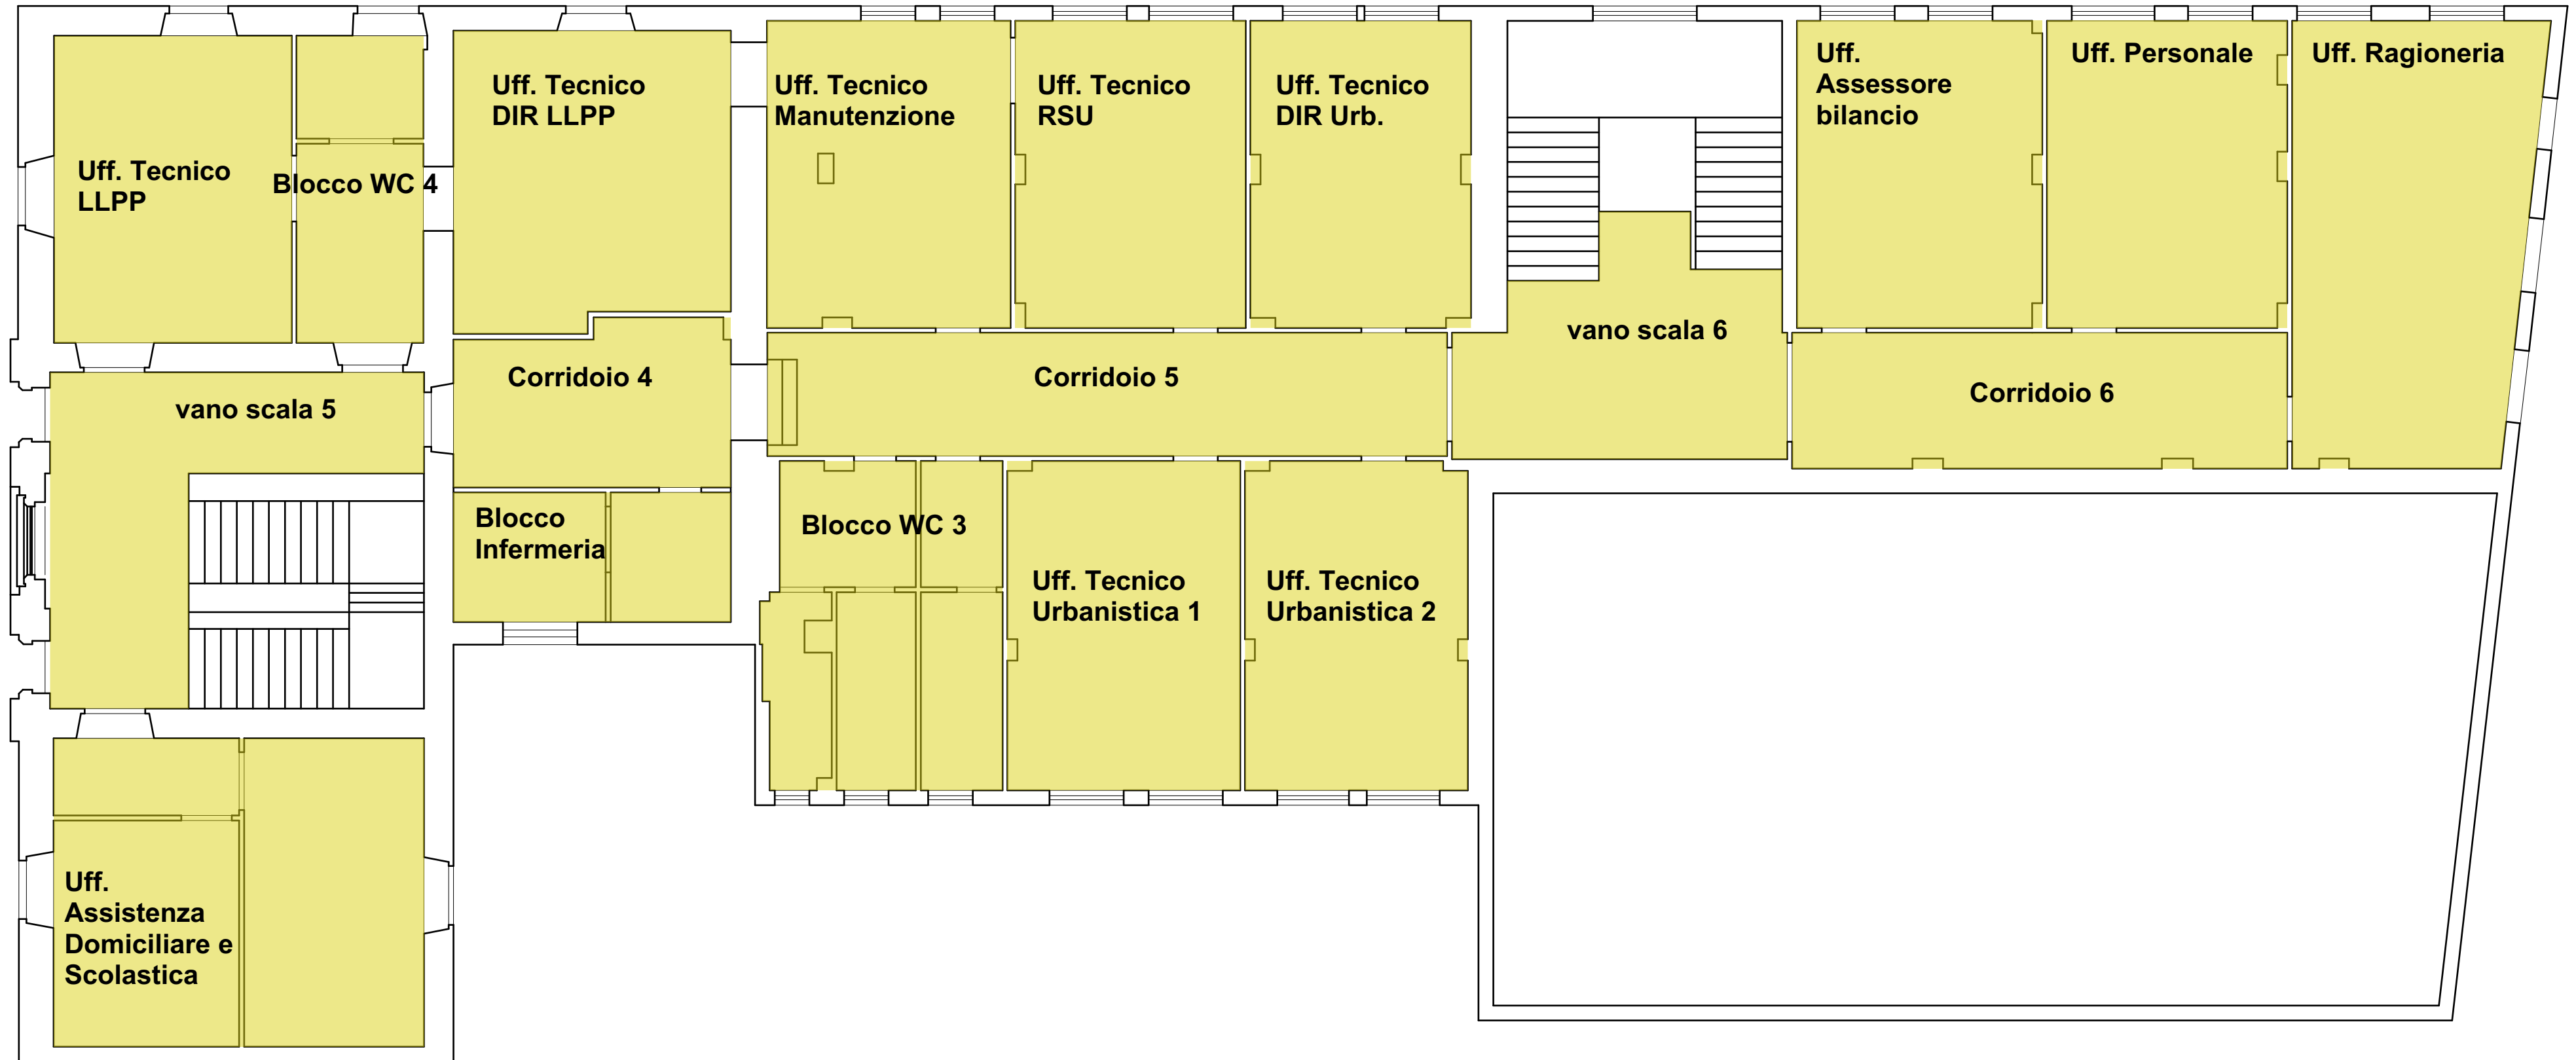 Uff. Tecnico
LLPP
Blocco WC 4
Uff. Tecnico
DIR LLPP
Uff. Tecnico
Manutenzione
Uff. Tecnico
RSU
Uff. Tecnico
DIR Urb.
Uff.
Assessore
bilancio
Uff. Personale
Uff. Ragioneria
vano scala 6
vano scala 5
Corridoio 4
Corridoio 5
Corridoio 6
Blocco
Infermeria
Blocco WC 3
Uff. Tecnico
Urbanistica 1
Uff. Tecnico
Urbanistica 2
Uff.
Assistenza
Domiciliare e
Scolastica